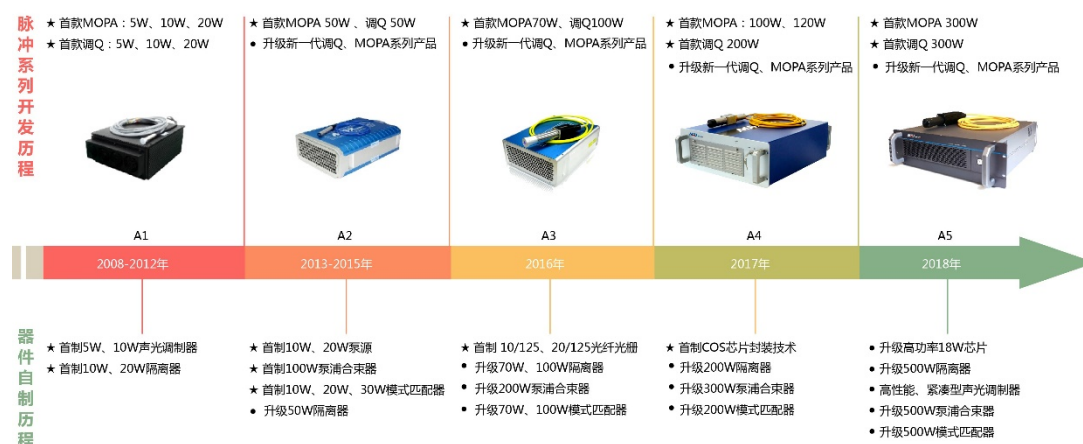 脉冲系列开发历程
★ 首款MOPA：5W、10W、20W
★ 首款调Q：5W、10W、20W
★ 首款MOPA 50W 、调Q 50W
• 升级新一代调Q、MOPA系列产品
★ 首款MOPA70W、调Q100W
• 升级新一代调Q、MOPA系列产品
★ 首款MOPA：100W、120W
★ 首款调Q 200W
• 升级新一代调Q、MOPA系列产品
★ 首款MOPA 300W
★ 首款调Q 300W
• 升级新一代调Q、MOPA系列产品
A1
A2
A3
A4
A5
2008-2012年
2013-2015年
2016年
2017年
2018年
器件自制历程
★ 首制5W、10W声光调制器
★ 首制10W、20W隔离器
★ 首制10W、20W泵源
★ 首制100W泵浦合束器
★ 首制10W、20W、30W模式匹配器
• 升级50W隔离器
★ 首制 10/125、20/125光纤光栅
• 升级70W、100W隔离器
• 升级200W泵浦合束器
• 升级70W、100W模式匹配器
★ 首制COS芯片封装技术
• 升级200W隔离器
• 升级300W泵浦合束器
• 升级200W模式匹配器
• 升级高功率18W芯片
• 升级500W隔离器
• 高性能、紧凑型声光调制器
• 升级500W泵浦合束器
• 升级500W模式匹配器